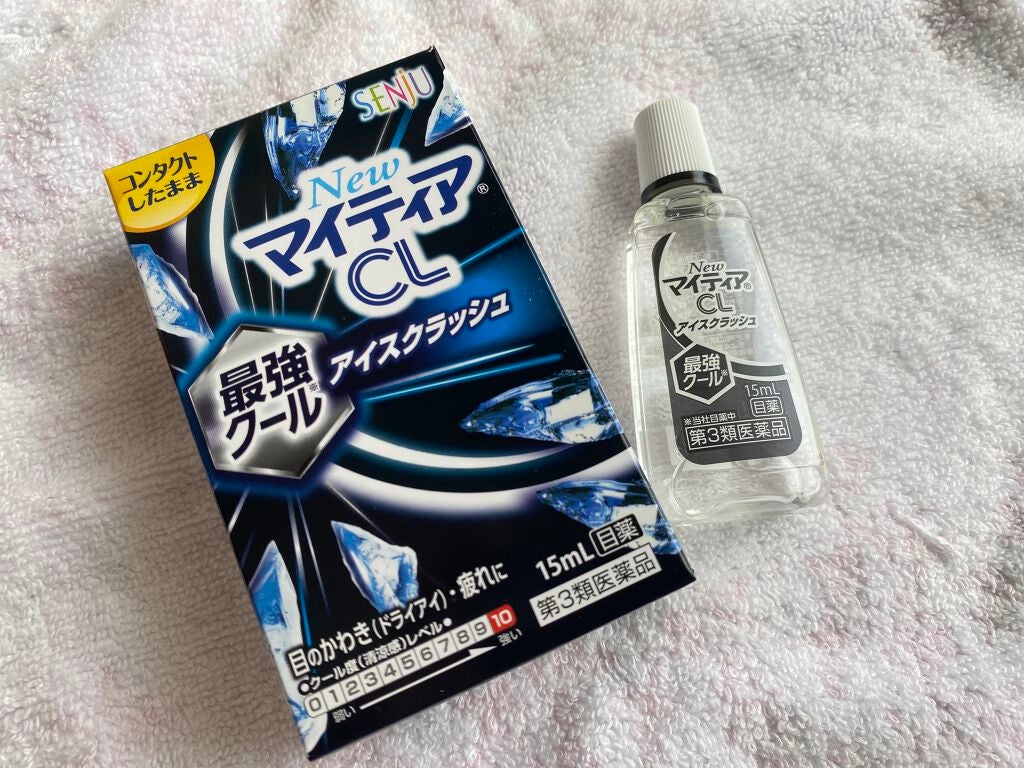 SENJU
コンタクト
したまま
New
マイティア®
CL
アイスクラッシュ
最強
クール※
15mL 目薬
第3類医薬品
目のかわき(ドライアイ)・疲れに
●クール度(清涼感)レベル●
0 1 2 3 4 5 6 7 8 9 10
弱い 強い
New
マイティア®
CL
アイスクラッシュ
最強
クール※
15mL
目薬
※当社目薬中
第3類医薬品